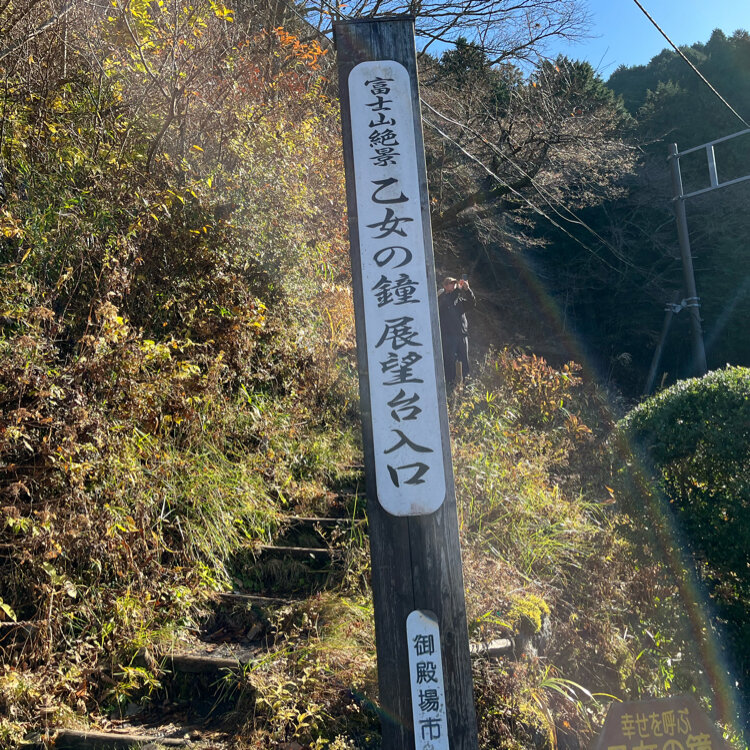 富士山絶景 乙女の鐘 展望台入口
御殿場市
幸せを呼ぶ